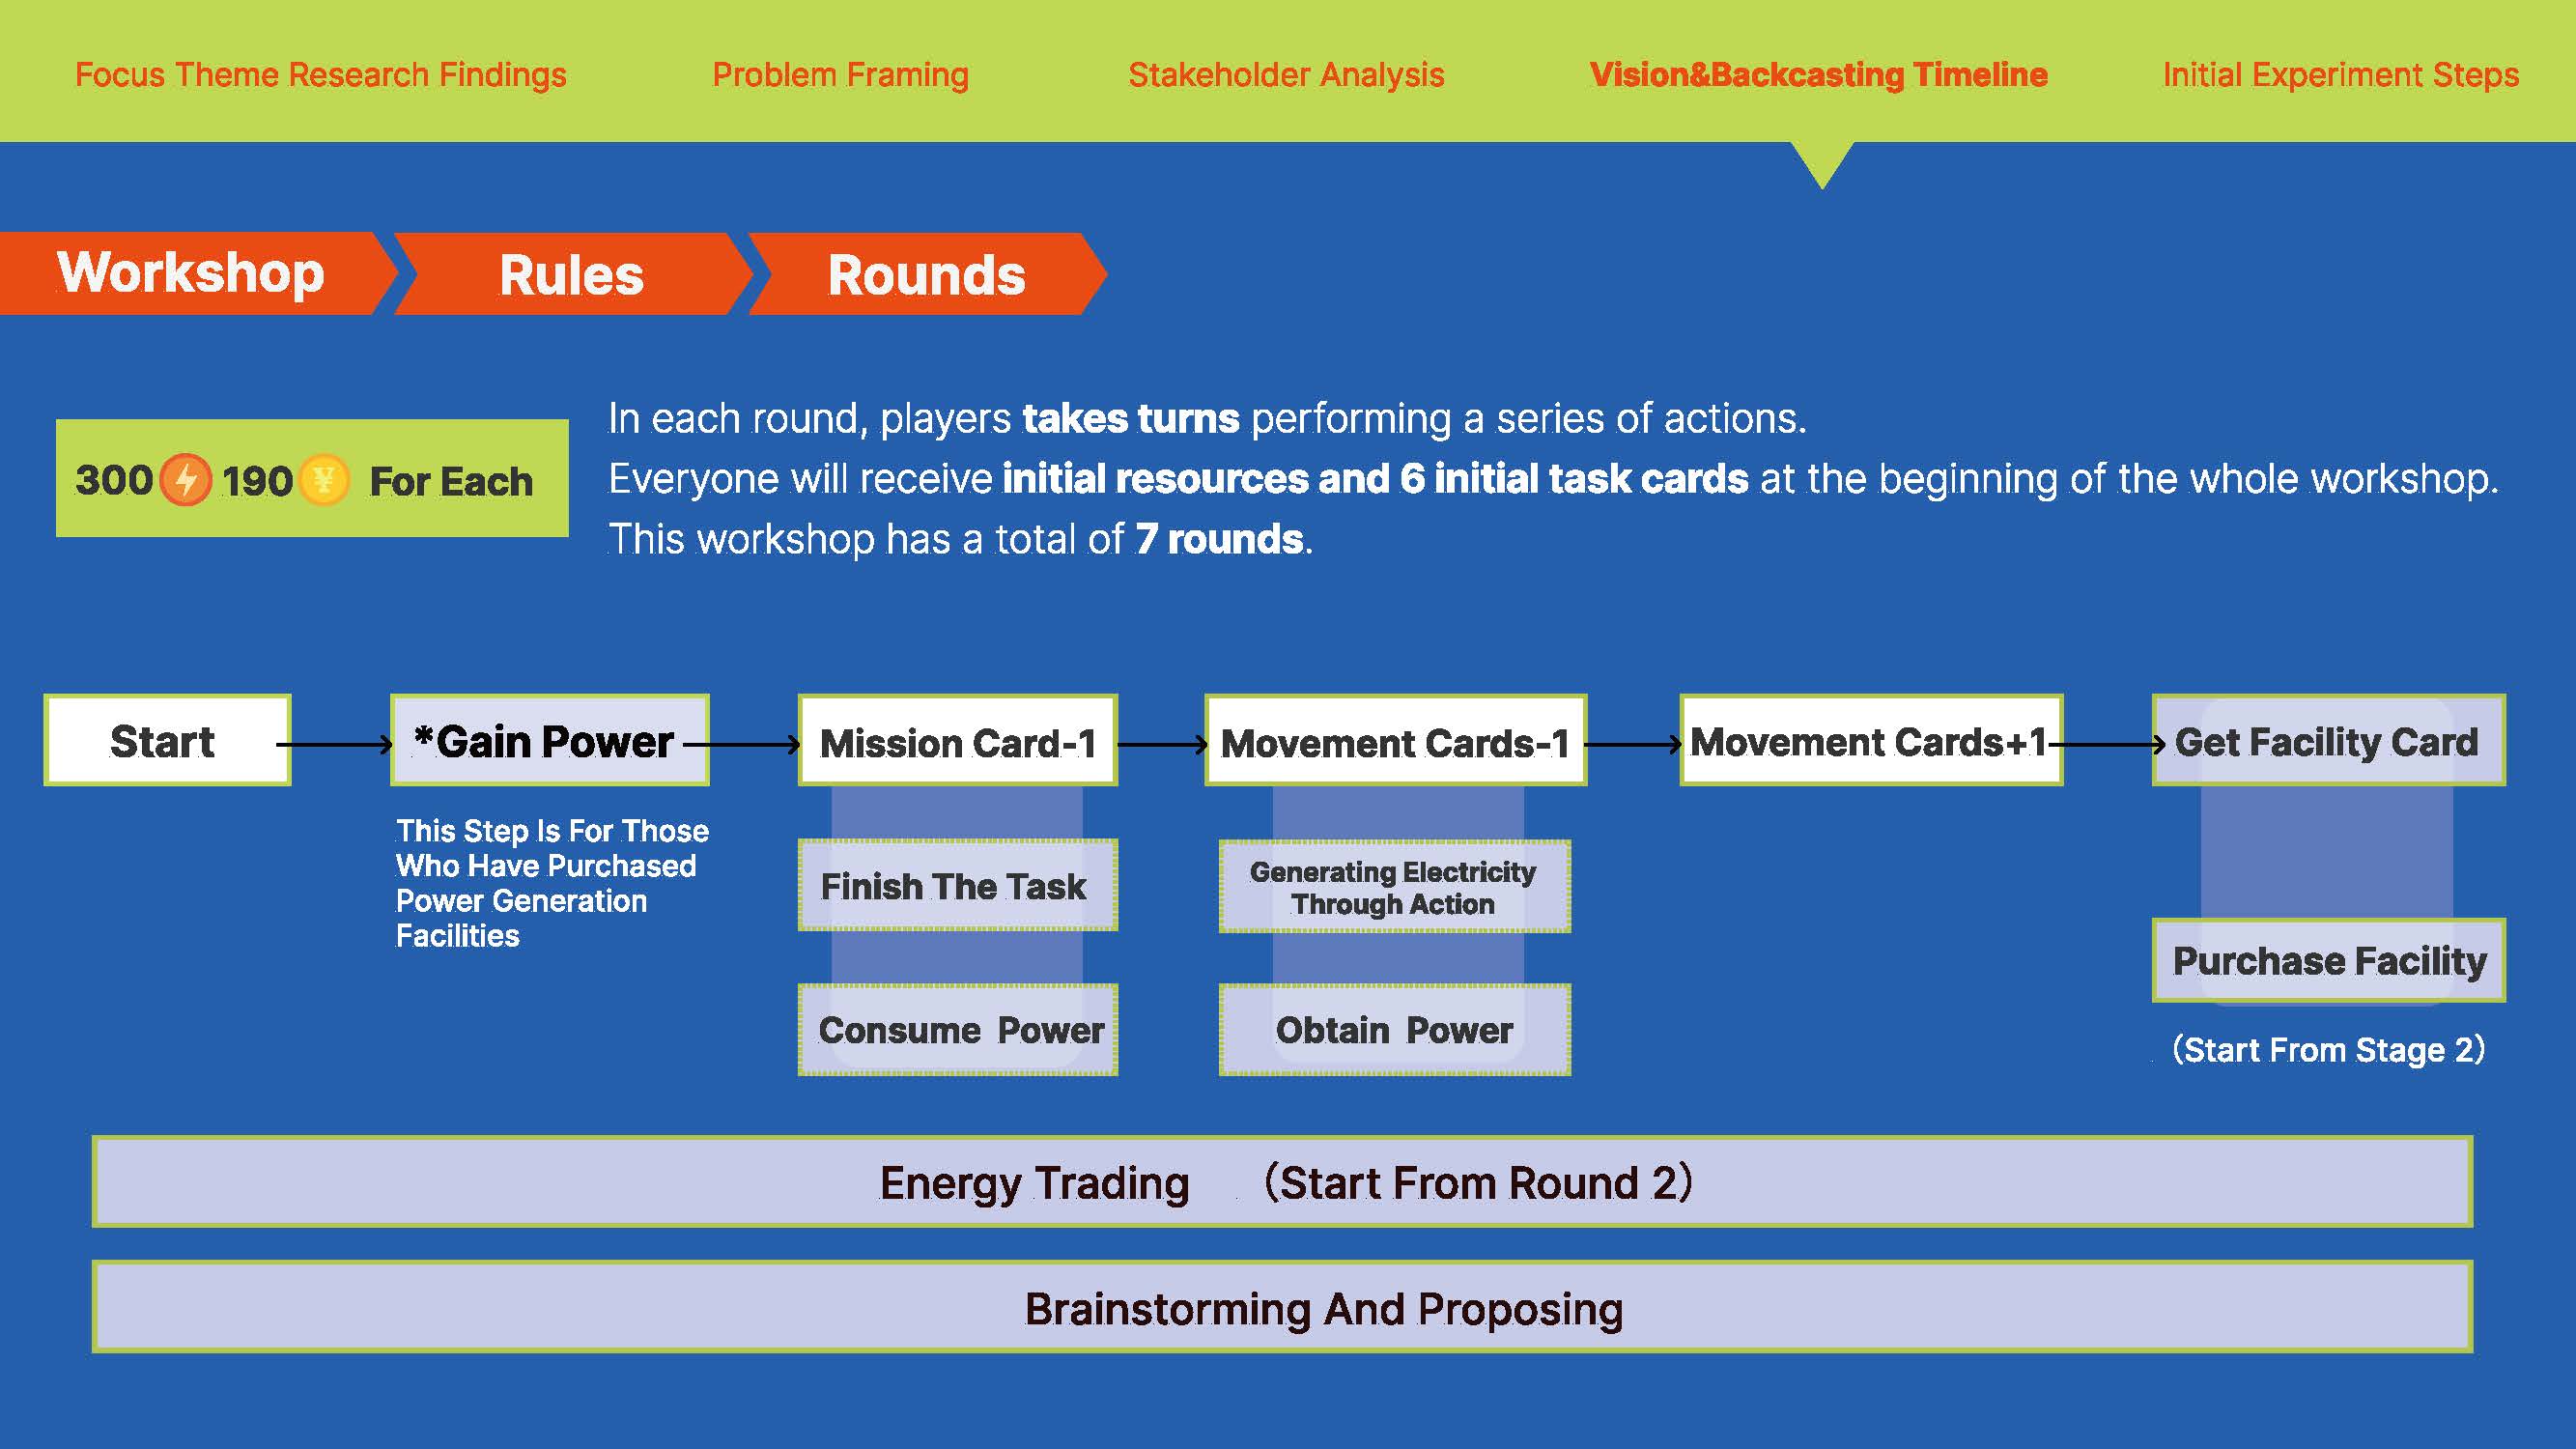 Focus Theme Research Findings
Problem Framing
Stakeholder Analysis
Vision&Backcasting Timeline
Initial Experiment Steps
Workshop
Rules
Rounds
300 190 ¥ For Each
In each round, players takes turns performing a series of actions.
Everyone will receive initial resources and 6 initial task cards at the beginning of the whole workshop.
This workshop has a total of 7 rounds.
Start
*Gain Power
Mission Card-1
Movement Cards-1
Movement Cards+1
Get Facility Card
This Step Is For Those
Who Have Purchased
Power Generation
Facilities
Finish The Task
Consume Power
Generating Electricity
Through Action
Obtain Power
Purchase Facility
(Start From Stage 2)
Energy Trading (Start From Round 2)
Brainstorming And Proposing